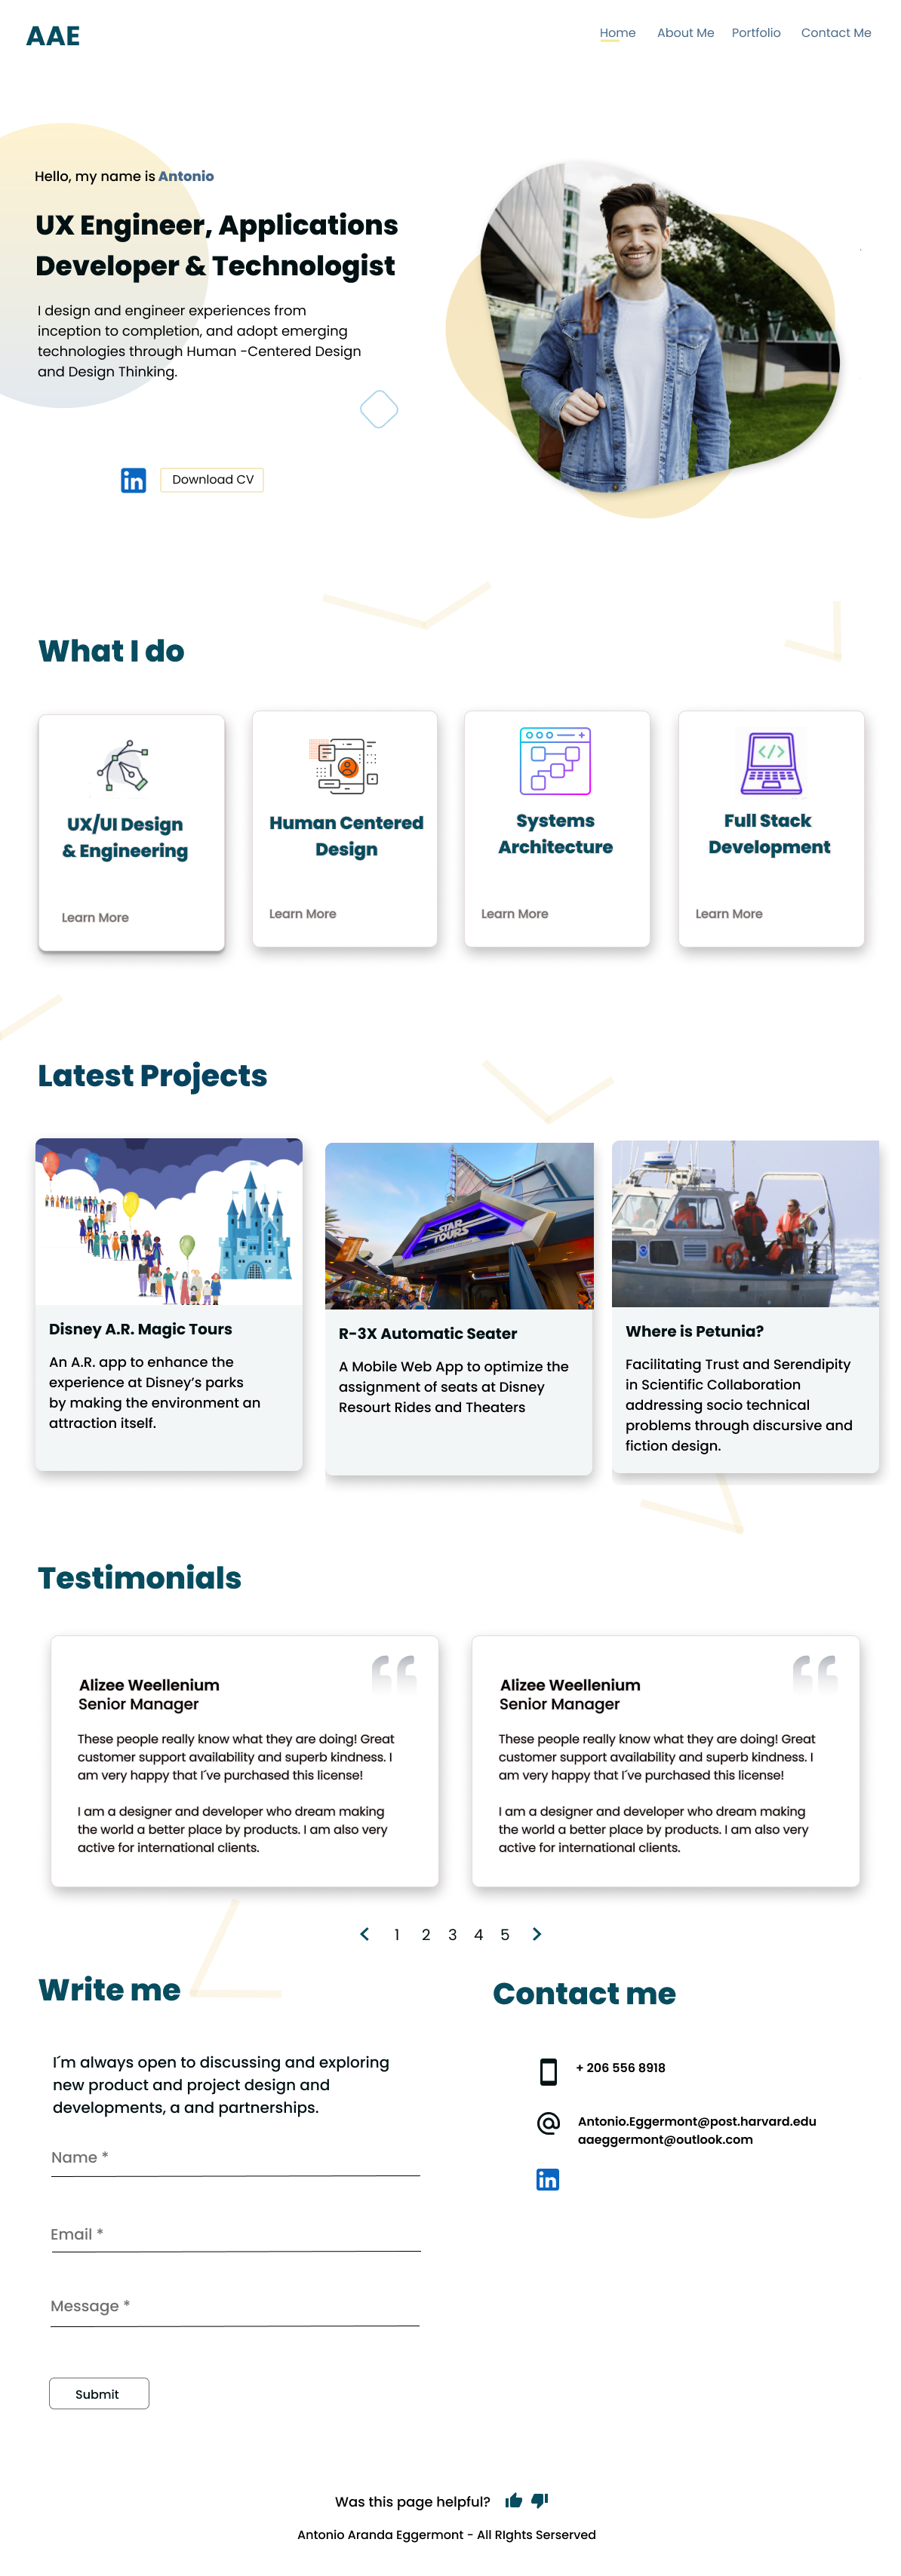 AAE
Home About Me Portfolio Contact Me
Hello, my name is Antonio
UX Engineer, Applications
Developer & Technologist
I design and engineer experiences from
inception to completion, and adopt emerging
technologies through Human -Centered Design
and Design Thinking.
in Download CV
What I do
UX/UI Design
& Engineering
Learn More
Human Centered
Design
Learn More
Systems
Architecture
Learn More
</>
Full Stack
Development
Learn More
Latest Projects
Disney A.R. Magic Tours
An A.R. app to enhance the
experience at Disney’s parks
by making the environment an
attraction itself.
STAR
TOURS
R-3X Automatic Seater
A Mobile Web App to optimize the
assignment of seats at Disney
Resourt Rides and Theaters
Where is Petunia?
Facilitating Trust and Serendipity
in Scientific Collaboration
addressing socio technical
problems through discursive and
fiction design.
Testimonials
Alizee Weellenium
Senior Manager
These people really know what they are doing! Great
customer support availability and superb kindness. I
am very happy that I´ve purchased this license!
I am a designer and developer who dream making
the world a better place by products. I am also very
active for international clients.
Alizee Weellenium
Senior Manager
These people really know what they are doing! Great
customer support availability and superb kindness. I
am very happy that I´ve purchased this license!
I am a designer and developer who dream making
the world a better place by products. I am also very
active for international clients.
1 2 3 4 5
Write me
I´m always open to discussing and exploring
new product and project design and
developments, a and partnerships.
Name *
Email *
Message *
Submit
Contact me
+ 206 556 8918
Antonio.Eggermont@post.harvard.edu
aaeggermont@outlook.com
in
Was this page helpful?
Antonio Aranda Eggermont - All RIghts Serserved